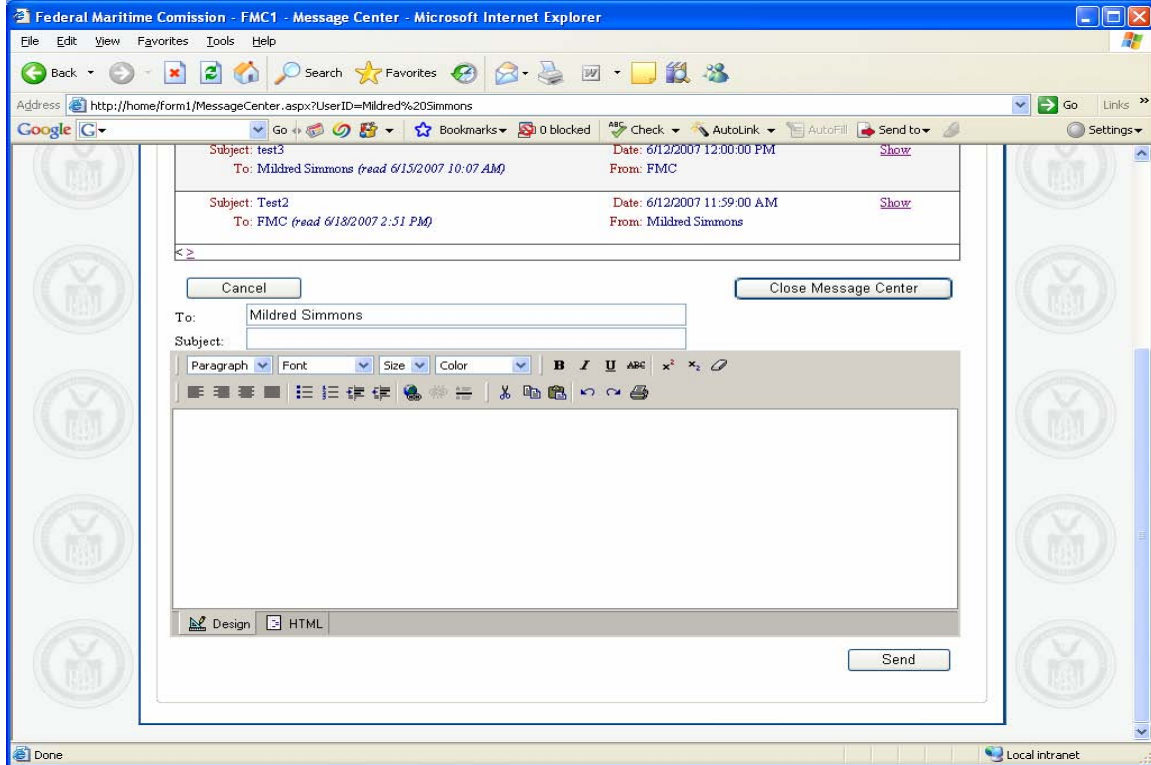 Federal Maritime Comission - FMC1 - Message Center - Microsoft Internet Explorer
File Edit View Favorites Tools Help
Back Search Favorites
Address http://home/form1/MessageCenter.aspx?UserID=Mildred%20Simmons Go Links »
Google G Go Bookmarks 0 blocked ABC Check AutoLink AutoFill Send to Settings
Subject: test3 Date: 6/12/2007 12:00:00 PM Show
To: Mildred Simmons (read 6/15/2007 10:07 AM) From: FMC
Subject: Test2 Date: 6/12/2007 11:59:00 AM Show
To: FMC (read 6/18/2007 2:51 PM) From: Mildred Simmons
< >
Cancel Close Message Center
To: Mildred Simmons
Subject:
Paragraph Font Size Color B I U ABC x² x₂
Design HTML
Send
Done Local intranet